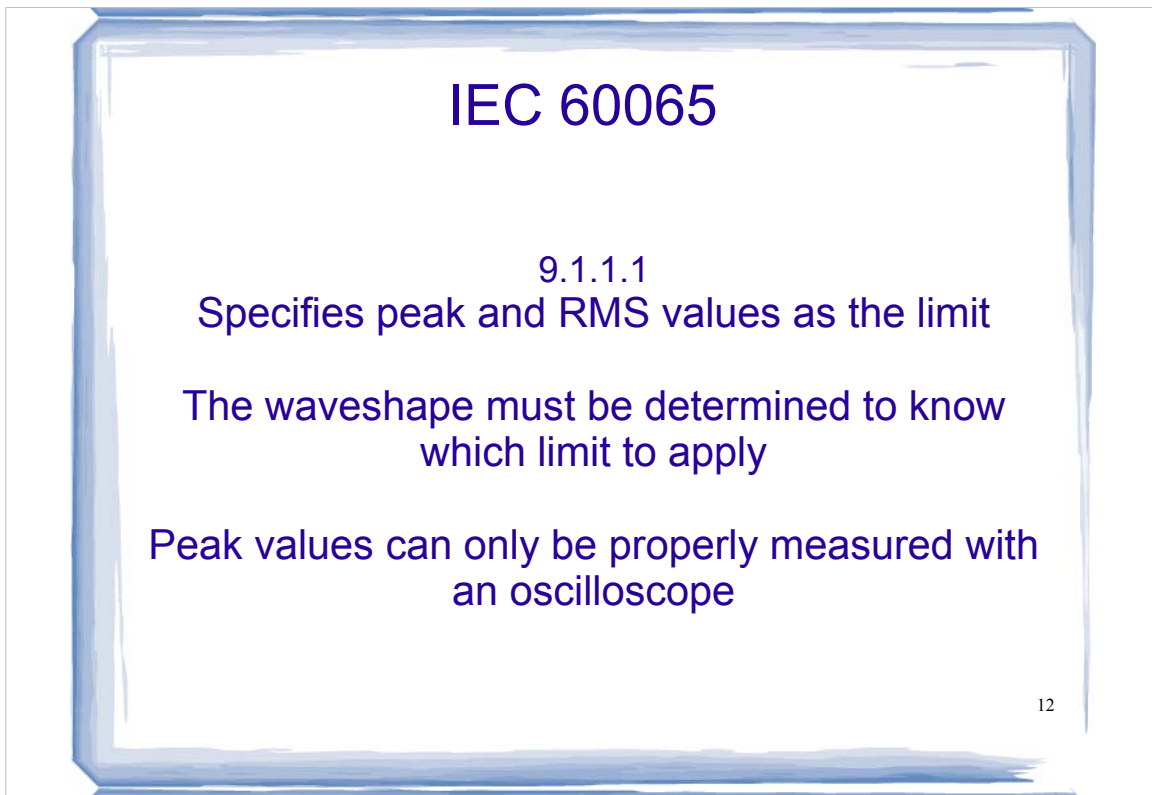 IEC 60065
9.1.1.1
Specifies peak and RMS values as the limit
The waveshape must be determined to know
which limit to apply
Peak values can only be properly measured with
an oscilloscope
12